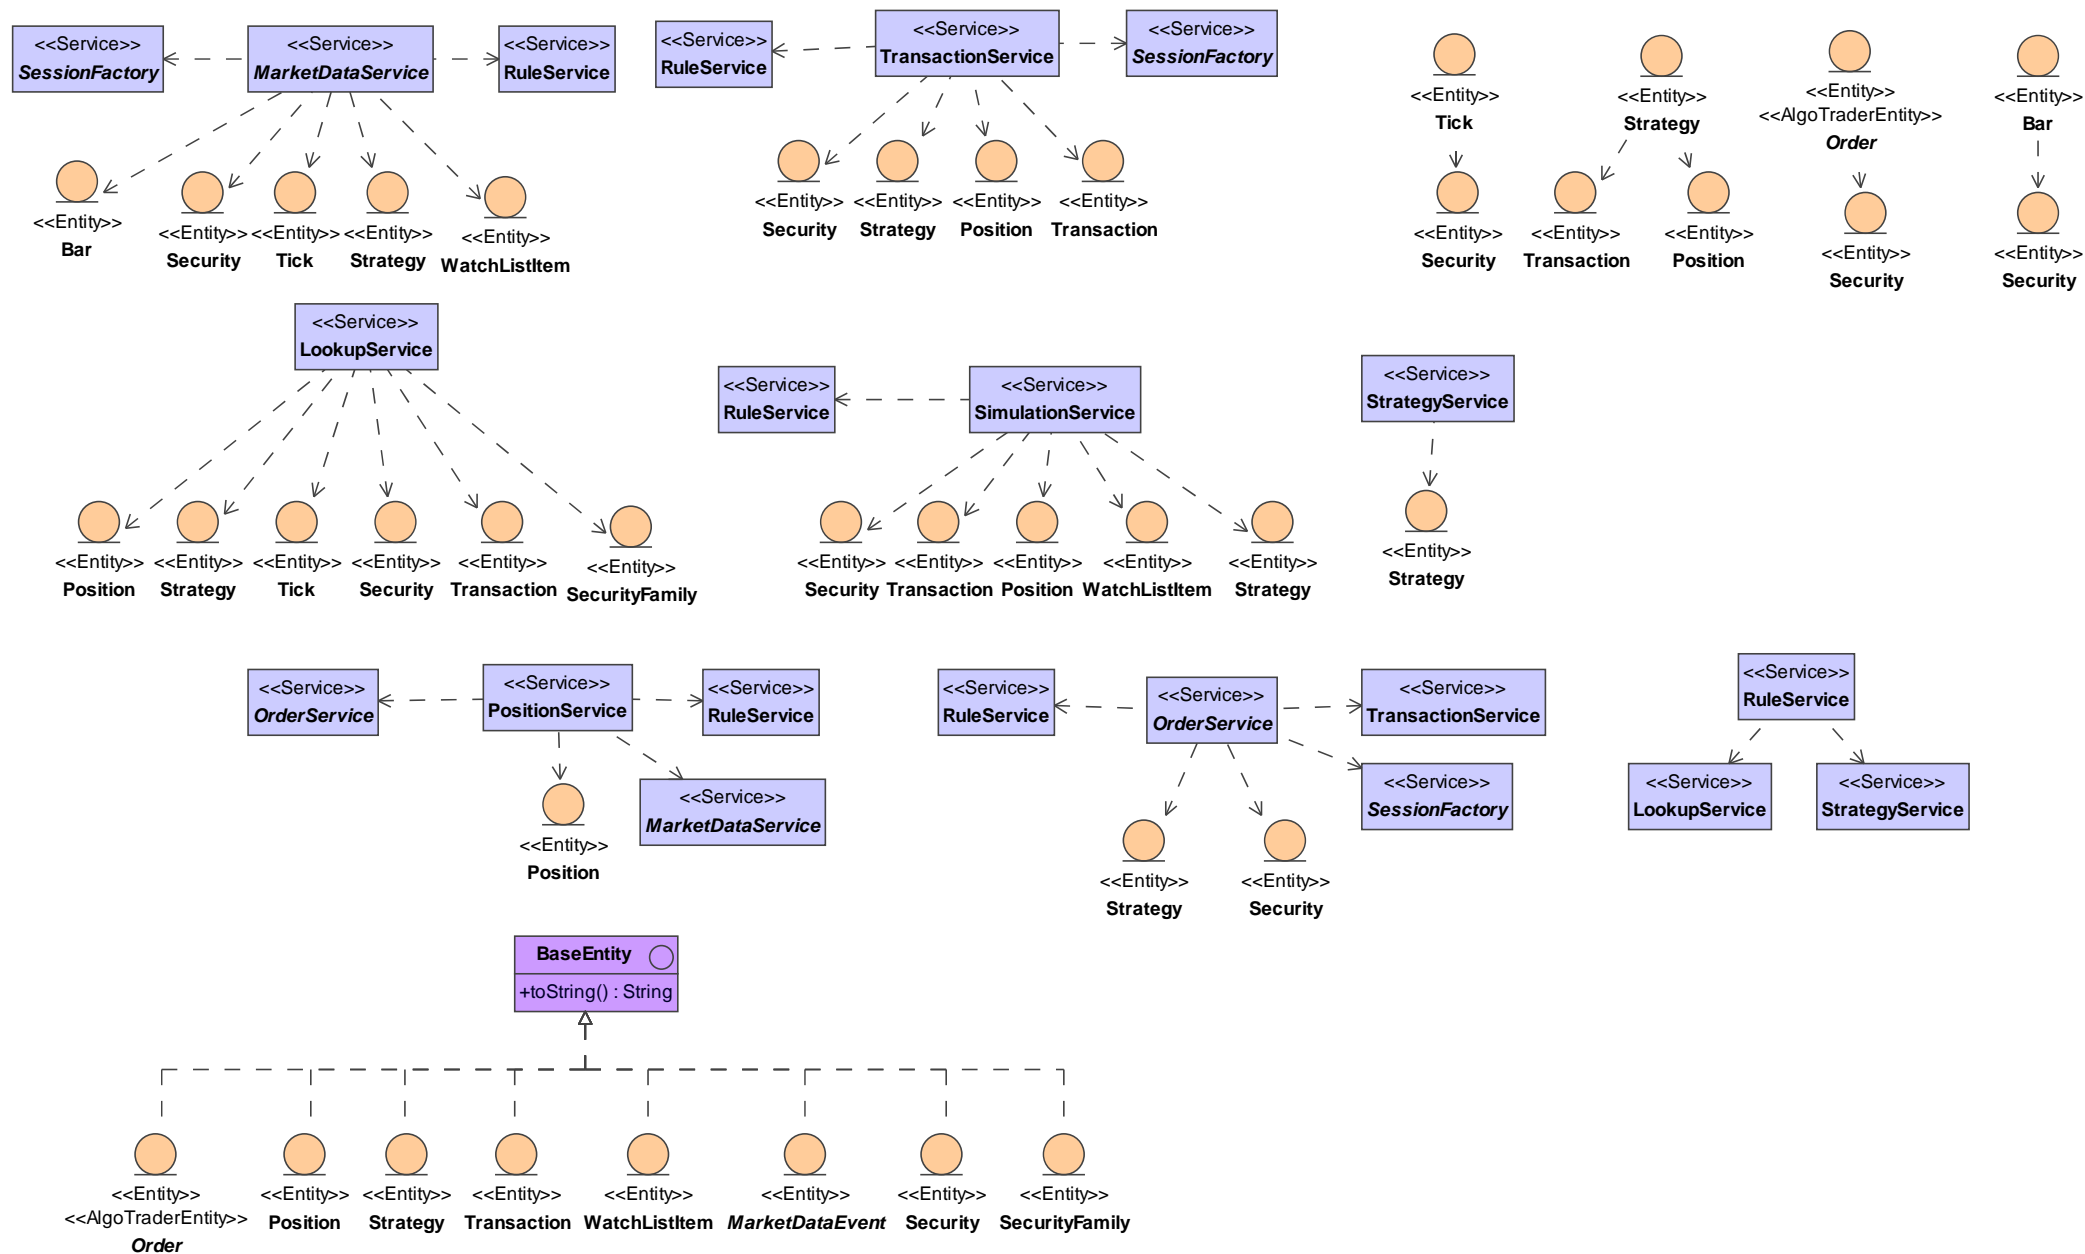 <<Service>>
SessionFactory
<<Service>>
MarketDataService
<<Service>>
RuleService
<<Entity>>
Bar
<<Entity>>
Security
<<Entity>>
Tick
<<Entity>>
Strategy
<<Entity>>
WatchListItem
<<Service>>
RuleService
<<Service>>
TransactionService
<<Service>>
SessionFactory
<<Entity>>
Security
<<Entity>>
Strategy
<<Entity>>
Position
<<Entity>>
Transaction
<<Entity>>
Tick
<<Entity>>
Security
<<Entity>>
Strategy
<<Entity>>
Transaction
<<Entity>>
Position
<<Entity>>
<<AlgoTraderEntity>>
Order
<<Entity>>
Security
<<Entity>>
Bar
<<Entity>>
Security
<<Service>>
LookupService
<<Entity>>
Position
<<Entity>>
Strategy
<<Entity>>
Tick
<<Entity>>
Security
<<Entity>>
Transaction
<<Entity>>
SecurityFamily
<<Service>>
RuleService
<<Service>>
SimulationService
<<Entity>>
Security
<<Entity>>
Transaction
<<Entity>>
Position
<<Entity>>
WatchListItem
<<Entity>>
Strategy
<<Service>>
StrategyService
<<Entity>>
Strategy
<<Service>>
OrderService
<<Service>>
PositionService
<<Service>>
RuleService
<<Entity>>
Position
<<Service>>
MarketDataService
<<Service>>
RuleService
<<Service>>
OrderService
<<Service>>
TransactionService
<<Service>>
SessionFactory
<<Entity>>
Strategy
<<Entity>>
Security
<<Service>>
RuleService
<<Service>>
LookupService
<<Service>>
StrategyService
BaseEntity
+toString() : String
<<Entity>>
<<AlgoTraderEntity>>
Order
<<Entity>>
Position
<<Entity>>
Strategy
<<Entity>>
Transaction
<<Entity>>
WatchListItem
<<Entity>>
MarketDataEvent
<<Entity>>
Security
<<Entity>>
SecurityFamily